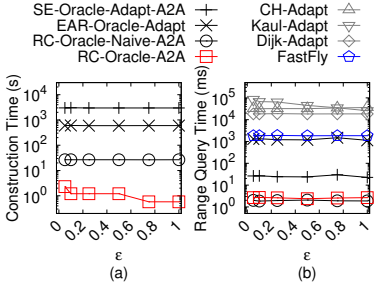 SE-Oracle-Adapt-A2A CH-Adapt
EAR-Oracle-Adapt Kaul-Adapt
RC-Oracle-Naive-A2A Dijk-Adapt
RC-Oracle-A2A FastFly
Construction Time (s)
10^4
10^3
10^2
10^1
10^0
0 0.2 0.4 0.6 0.8 1
ε
(a)
Range Query Time (ms)
10^5
10^4
10^3
10^2
10^1
10^0
0 0.2 0.4 0.6 0.8 1
ε
(b)